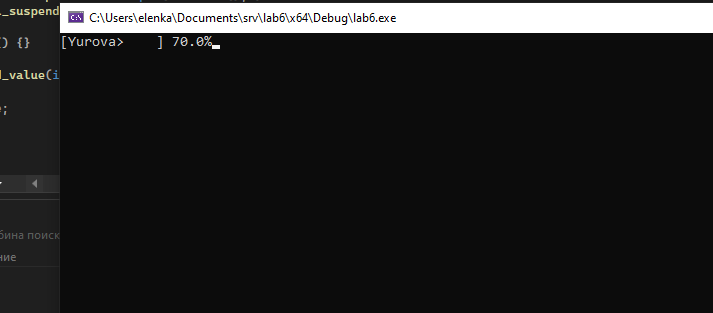 _suspend
C:\Users\elenka\Documents\srv\lab6\x64\Debug\lab6.exe
[Yurova>    ] 70.0%
() {}
_value(i
;
бина поиск
ние